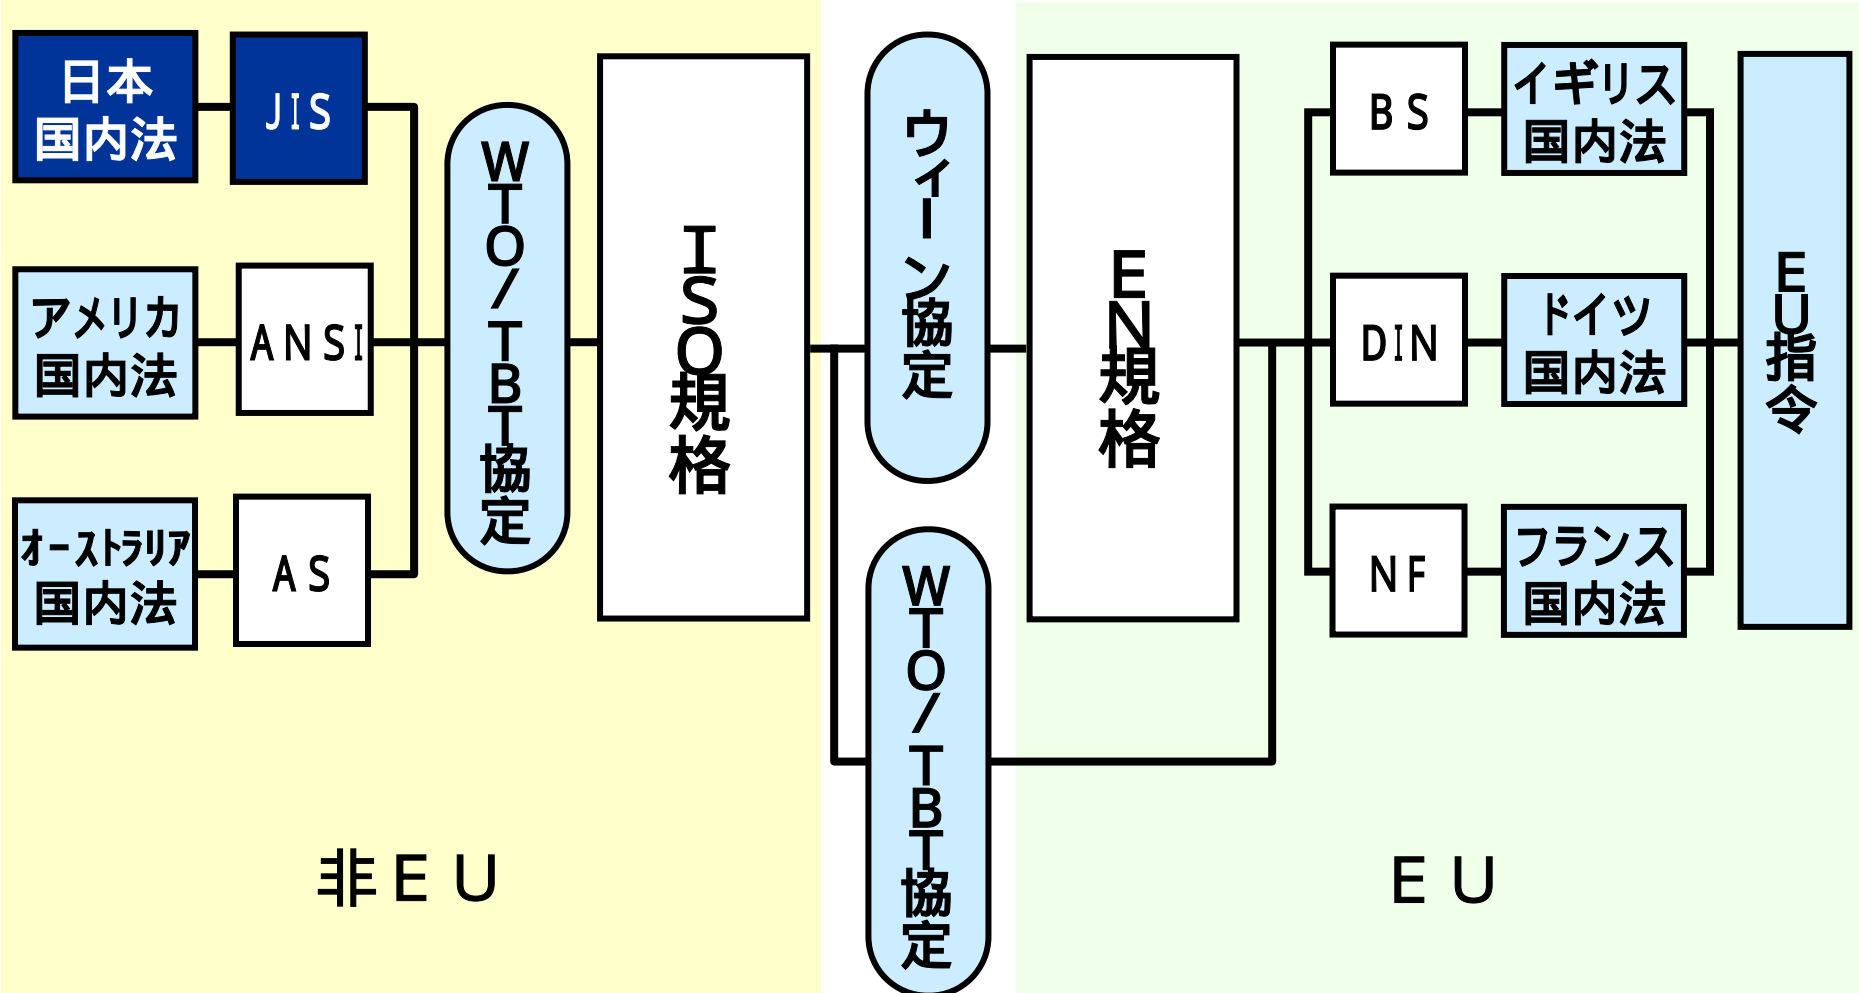 日本
国内法
JIS
アメリカ
国内法
ANSI
オーストラリア
国内法
AS
WTO/TBT協定
ISO規格
ウィーン協定
WTO/TBT協定
EN規格
BS
イギリス
国内法
DIN
ドイツ
国内法
NF
フランス
国内法
EU指令
非EU
EU